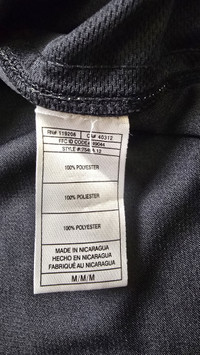 RN# 119208 CA# 40312
FFC ID CODE#
STYLE #
100% POLYESTER
100% POLYESTER
100% POLYESTER
MADE IN NICARAGUA
HECHO EN NICARAGUA
FABRIQUÉ AU NICARAGUA
M/M/M